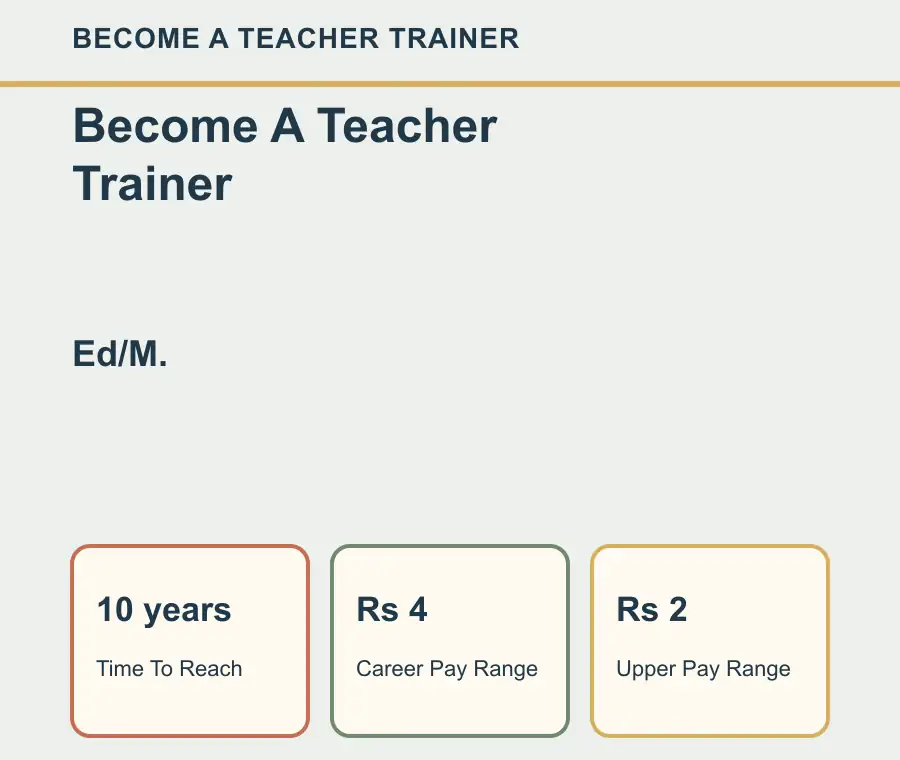 BECOME A TEACHER TRAINER
Become A Teacher
Trainer
Ed/M.
10 years
Time To Reach
Rs 4
Career Pay Range
Rs 2
Upper Pay Range